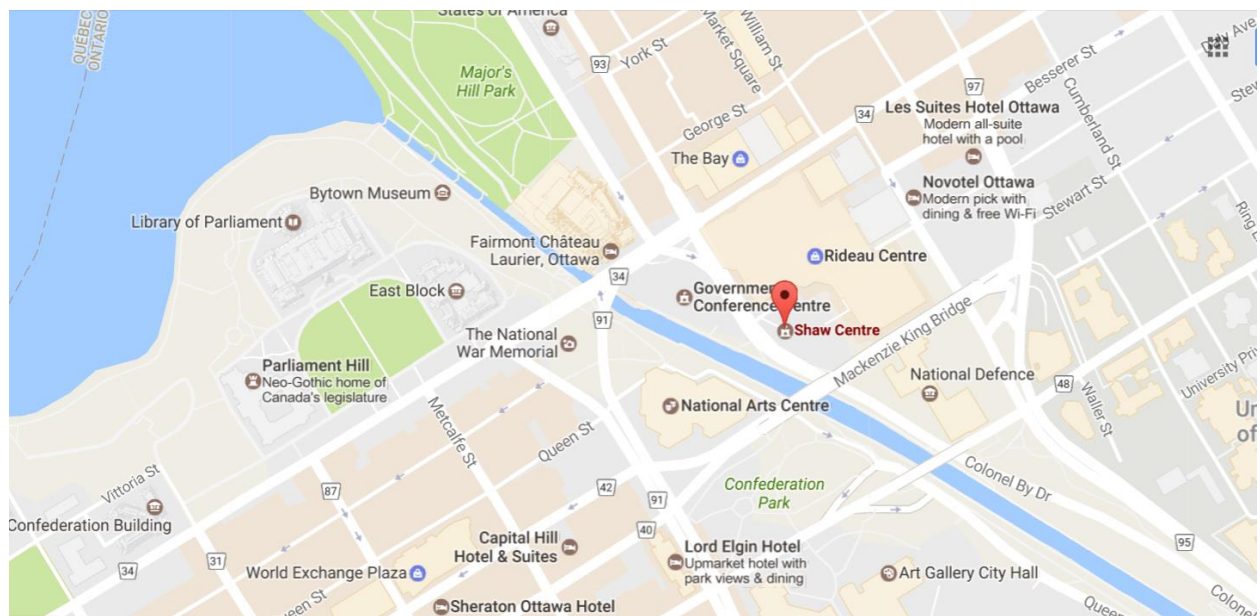 States of America
QUÉBEC
ONTARIO
Major's
Hill Park
93
York St
Market Square
William St
George St
34
97
Besserer St
Daly Ave
Cumberland St
Les Suites Hotel Ottawa
Modern all-suite
hotel with a pool
The Bay
Bytown Museum
Library of Parliament
Novotel Ottawa
Modern pick with
dining & free Wi-Fi
Stewart St
Fairmont Château
Laurier, Ottawa
34
Rideau Centre
East Block
Government
Conference Centre
91
Shaw Centre
Mackenzie King Bridge
The National
War Memorial
Parliament Hill
Neo-Gothic home of
Canada's legislature
National Defence
48
Waller St
Metcalfe St
National Arts Centre
Queen St
Vittoria St
87
42
91
Confederation
Park
Colonel By Dr
Confederation Building
40
Capital Hill
Hotel & Suites
Lord Elgin Hotel
Upmarket hotel with
park views & dining
95
34
31
World Exchange Plaza
Art Gallery City Hall
Sheraton Ottawa Hotel